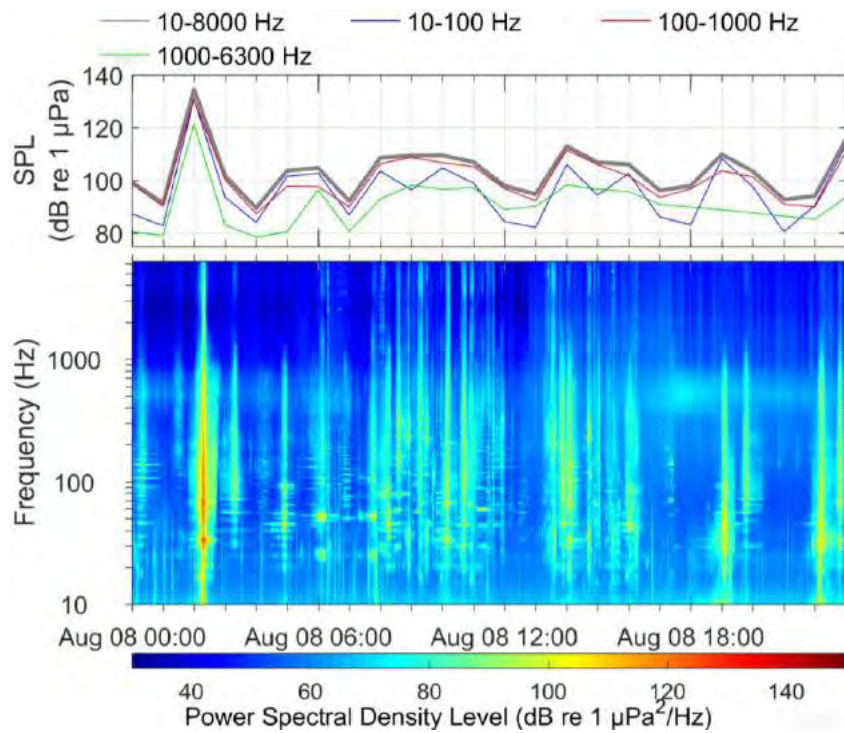 10-8000 Hz 10-100 Hz 100-1000 Hz
1000-6300 Hz
140
120
100
80
SPL
(dB re 1 µPa)
1000
100
10
Frequency (Hz)
Aug 08 00:00 Aug 08 06:00 Aug 08 12:00 Aug 08 18:00
40 60 80 100 120 140
Power Spectral Density Level (dB re 1 µPa²/Hz)